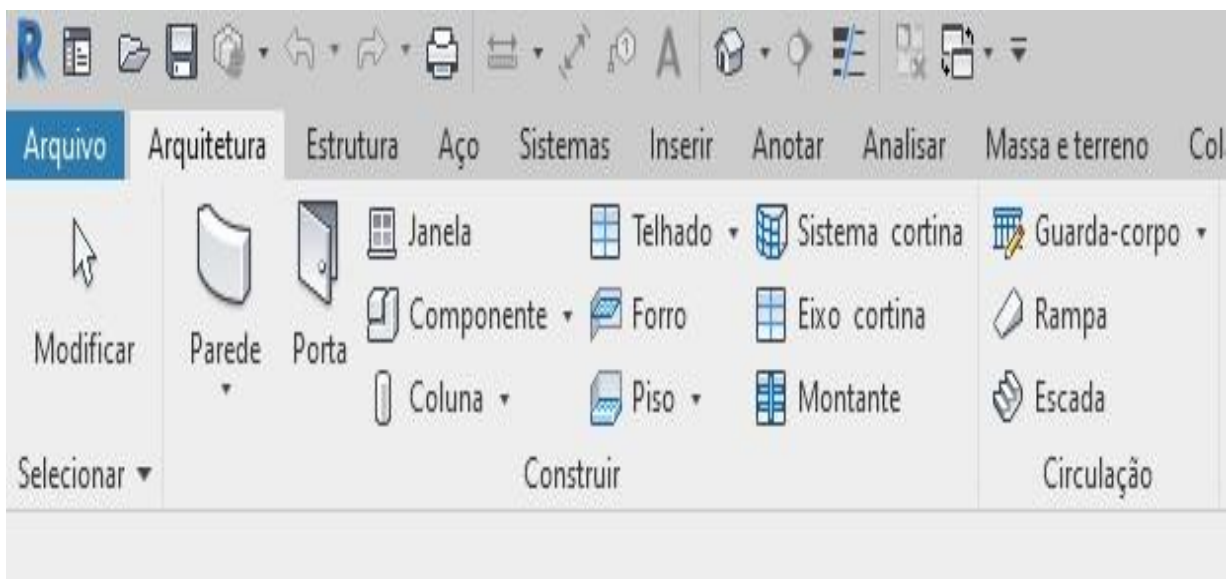 Arquivo Arquitetura Estrutura Aço Sistemas Inserir Anotar Analisar Massa e terreno Col
Modificar
Selecionar
Parede
Porta
Janela
Componente
Coluna
Telhado
Forro
Piso
Sistema cortina
Eixo cortina
Montante
Construir
Guarda-corpo
Rampa
Escada
Circulação